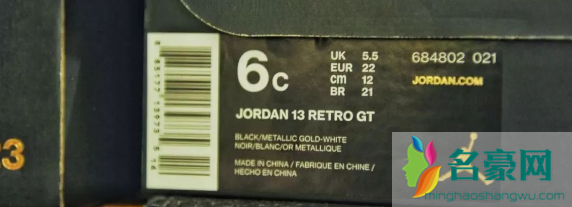 6c
UK 5.5
EUR 22
cm 12
BR 21
684802 021
JORDAN.COM
JORDAN 13 RETRO GT
BLACK/METALLIC GOLD-WHITE
NOIR/BLANC/OR METALLIQUE
MADE IN CHINA / FABRIQUE EN CHINE /
HECHO EN CHINA
3
名豪网
minghaoshangwu.com